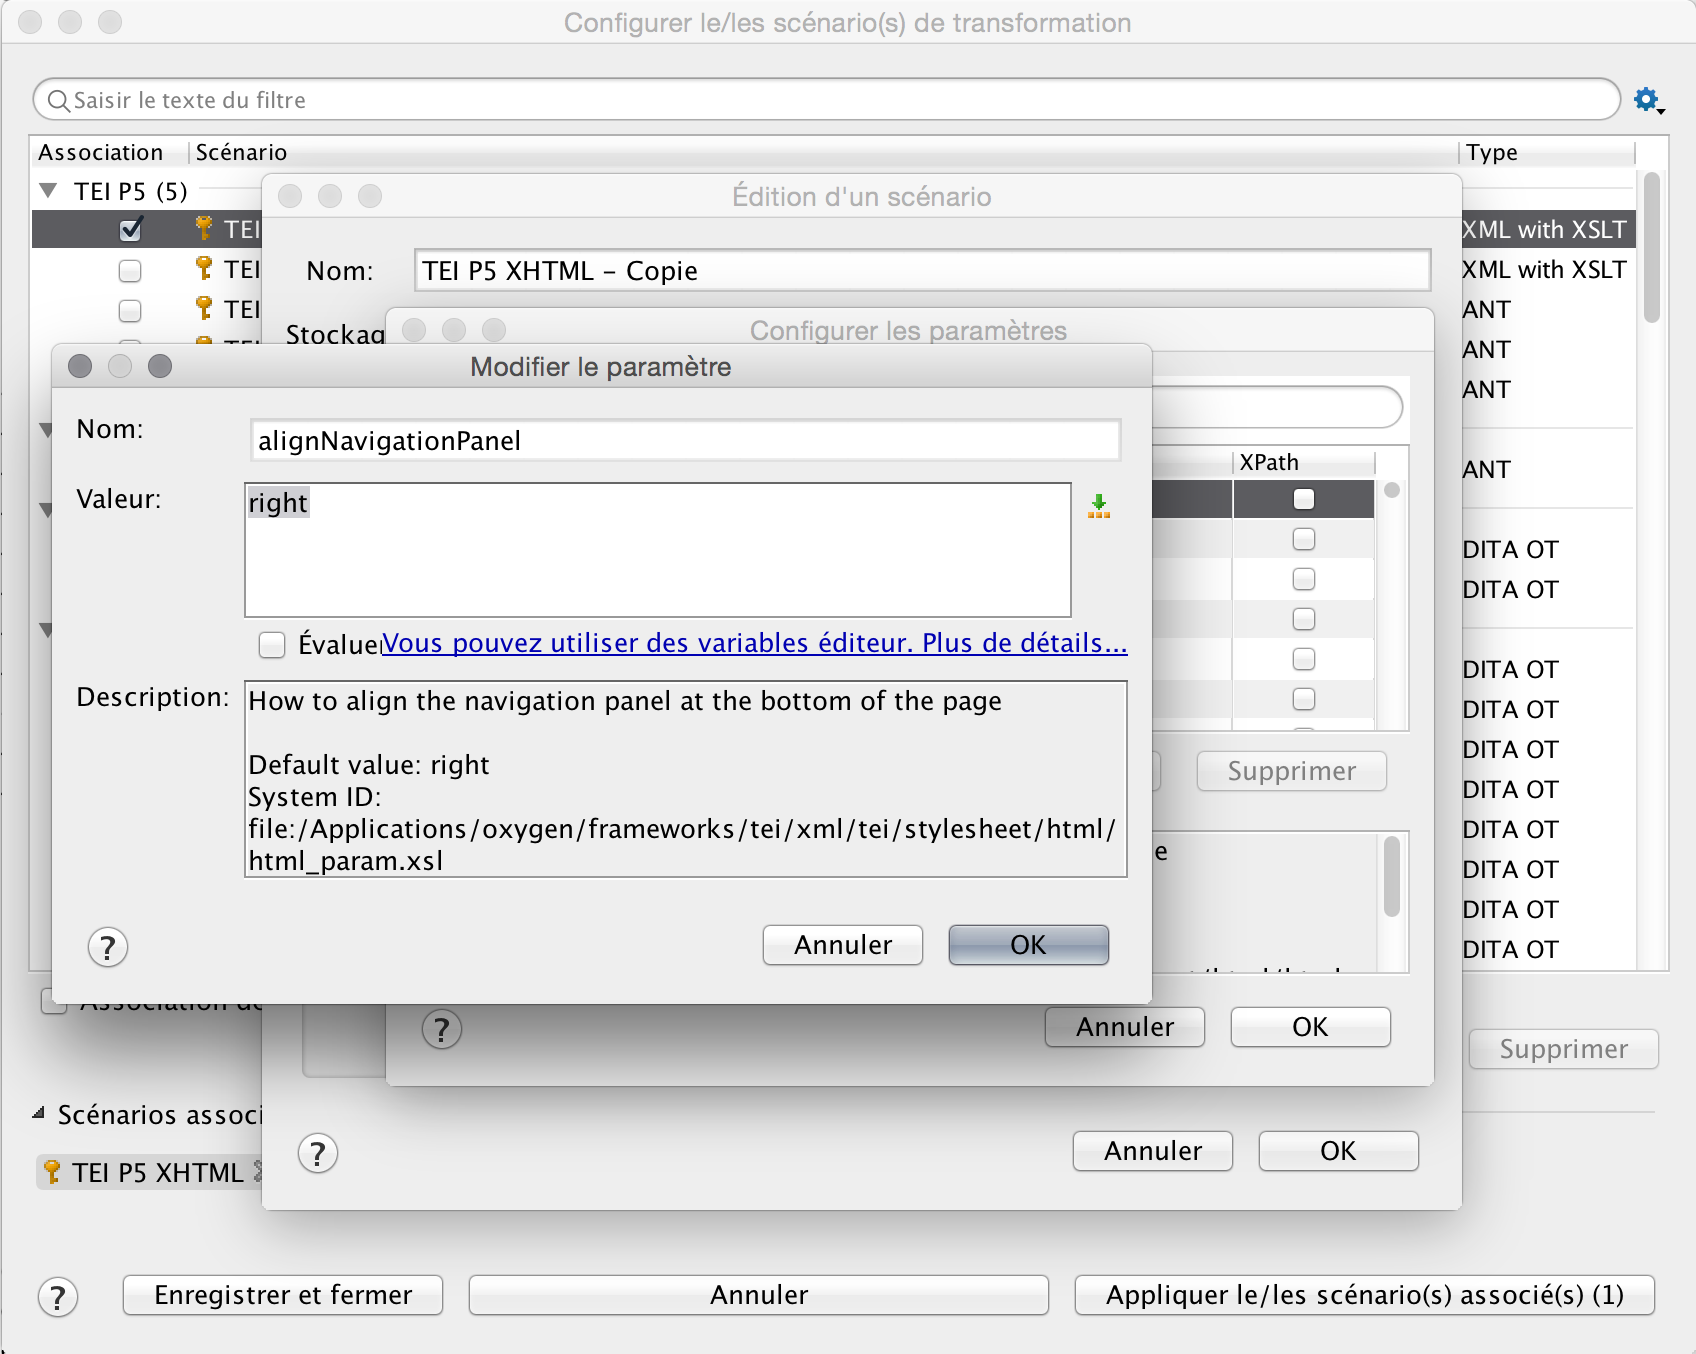 Configurer le/les scénario(s) de transformation
Saisir le texte du filtre
Association Scénario Type
TEI P5 (5)
TEI XML with XSLT
TEI XML with XSLT
TEI ANT
ANT
ANT
ANT
DITA OT
DITA OT
DITA OT
DITA OT
DITA OT
DITA OT
DITA OT
DITA OT
DITA OT
DITA OT
Supprimer
Scénarios associ
TEI P5 XHTML
? Enregistrer et fermer Annuler Appliquer le/les scénario(s) associé(s) (1)
Édition d'un scénario
Nom: TEI P5 XHTML – Copie
Stockag
? Annuler OK
Configurer les paramètres
XPath
Supprimer
e
? Annuler OK
Modifier le paramètre
Nom: alignNavigationPanel
Valeur: right
Évaluer Vous pouvez utiliser des variables éditeur. Plus de détails...
Description: How to align the navigation panel at the bottom of the page
Default value: right
System ID:
file:/Applications/oxygen/frameworks/tei/xml/tei/stylesheet/html/
html_param.xsl
? Annuler OK